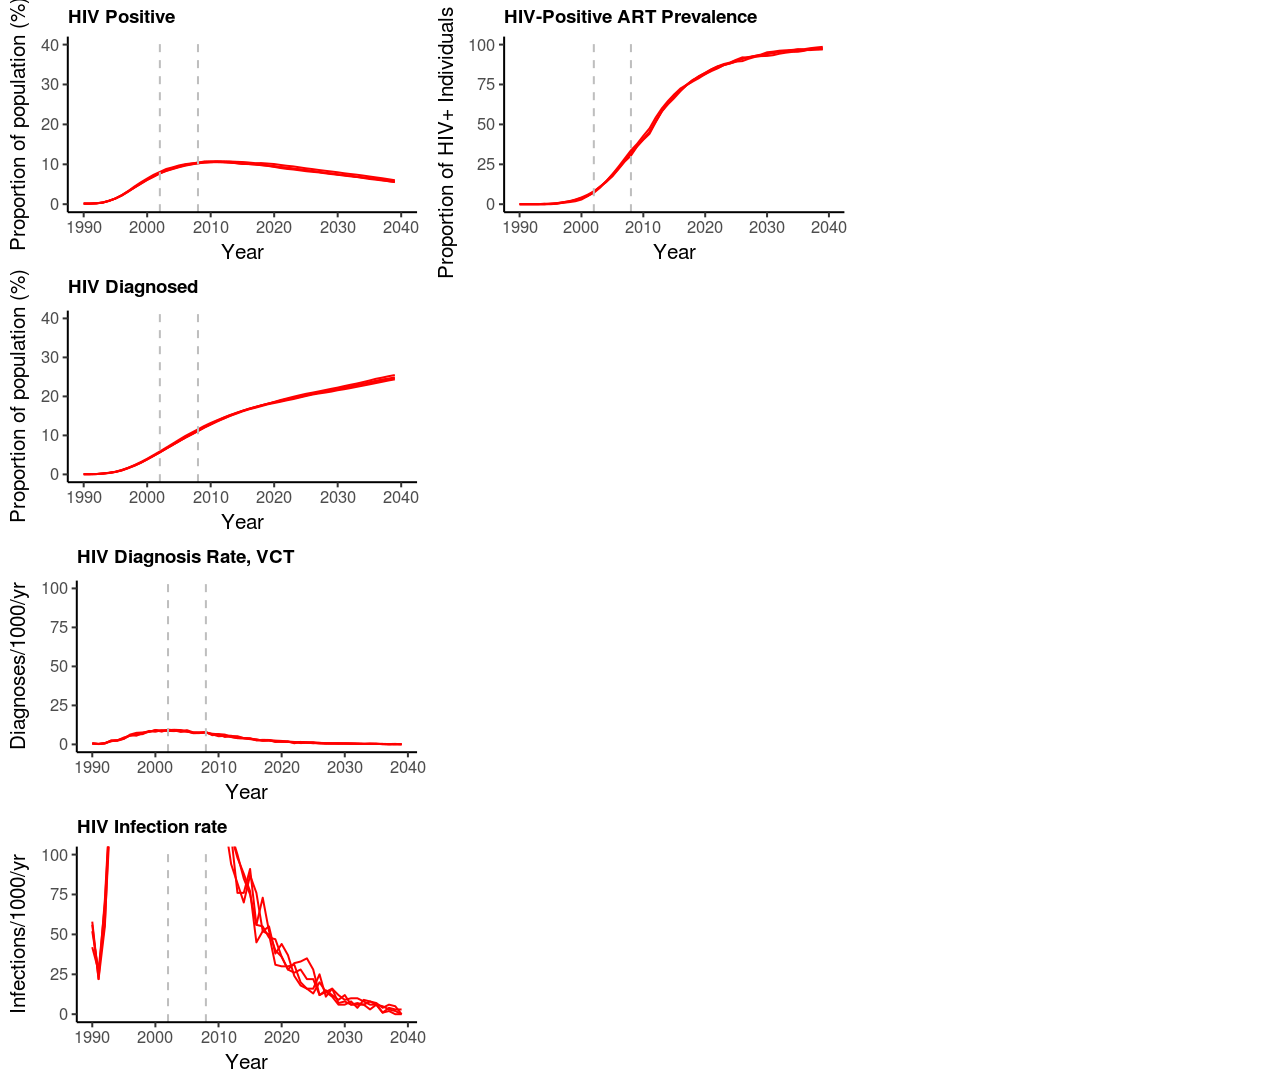 HIV Positive
Proportion of population (%)
40
30
20
10
0
1990 2000 2010 2020 2030 2040
Year
HIV-Positive ART Prevalence
Proportion of HIV+ Individuals
100
75
50
25
0
1990 2000 2010 2020 2030 2040
Year
HIV Diagnosed
Proportion of population (%)
40
30
20
10
0
1990 2000 2010 2020 2030 2040
Year
HIV Diagnosis Rate, VCT
Diagnoses/1000/yr
100
75
50
25
0
1990 2000 2010 2020 2030 2040
Year
HIV Infection rate
Infections/1000/yr
100
75
50
25
0
1990 2000 2010 2020 2030 2040
Year